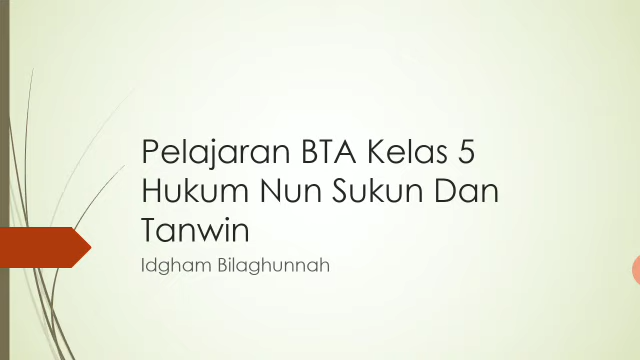 Pelajaran BTA Kelas 5
Hukum Nun Sukun Dan
Tanwin
Idgham Bilaghunnah